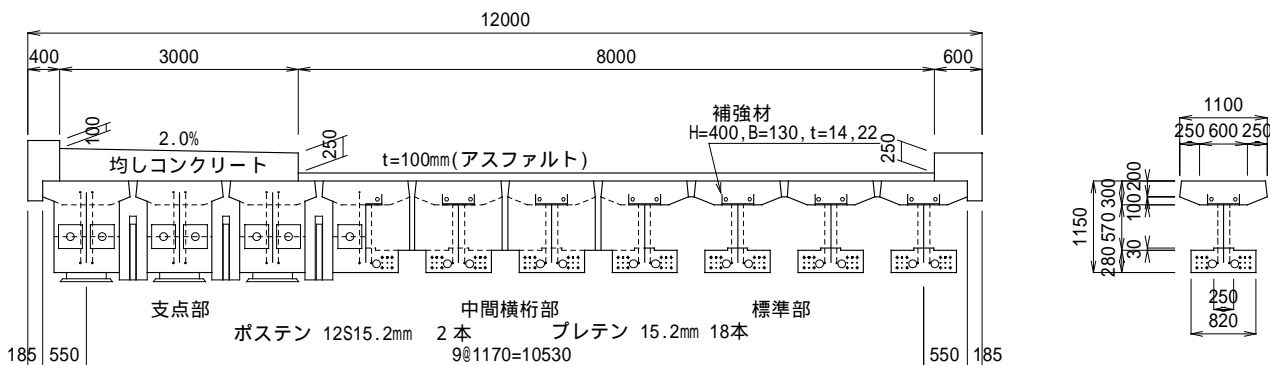 12000
400 3000 8000 600
補強材
H=400,B=130,t=14,22
100 2.0% 250 t=100mm(アスファルト) 250
均しコンクリート
支点部 中間横桁部 標準部
ポステン 12S15.2mm 2本 プレテン 15.2mm 18本
185 550 9@1170=10530 550 185
1100
250 600 250
1150
300 200
100
570
30
280
250
820